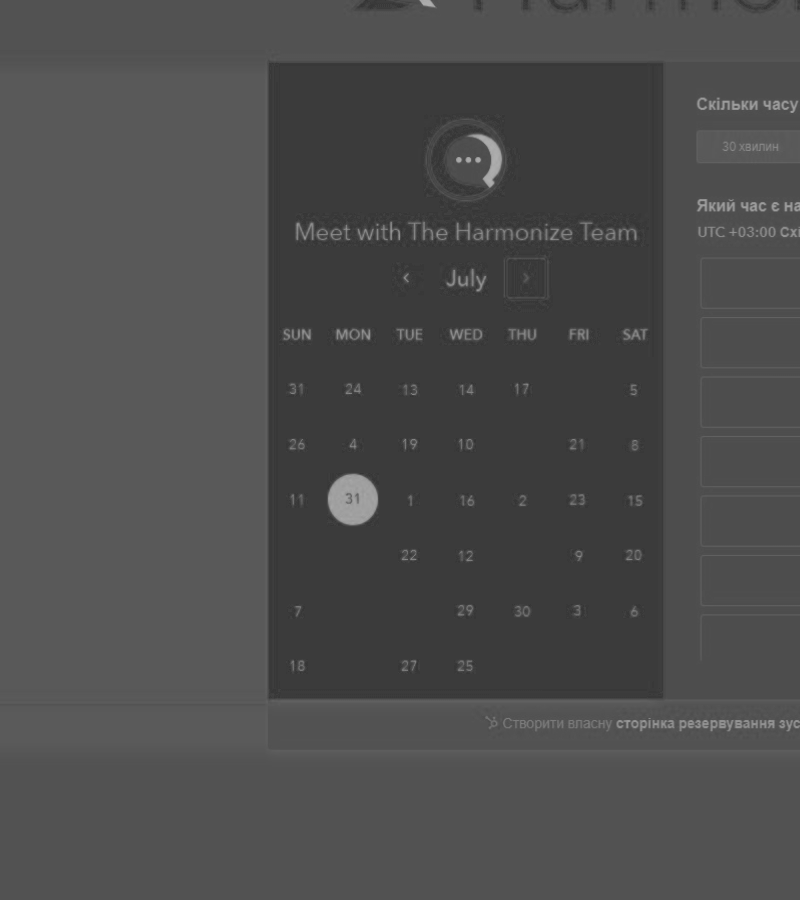 Meet with The Harmonize Team
July
SUN MON TUE WED THU FRI SAT
31 24 13 14 17 5
26 4 19 10 21 8
11 31 1 16 2 23 15
22 12 9 20
7 29 30 3 6
18 27 25
Скільки часу
30 хвилин
Який час є на
UTC +03:00 Схі
Створити власну сторінка резервування зус